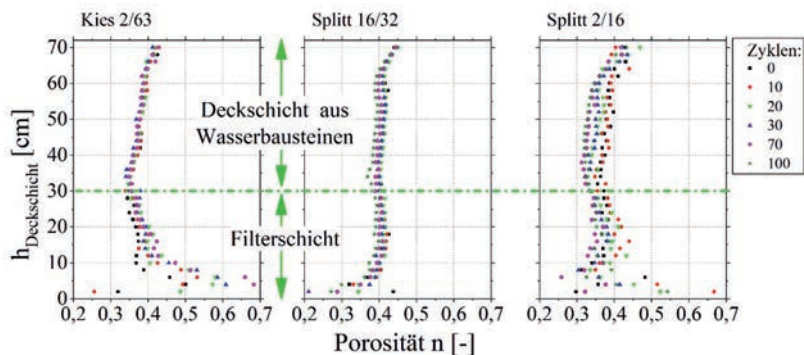 Kies 2/63
Splitt 16/32
Splitt 2/16
h Deckschicht [cm]
70
60
50
40
30
20
10
0
Deckschicht aus
Wasserbausteinen
Filterschicht
Zyklen:
0
10
20
30
70
100
0,2 0,3 0,4 0,5 0,6 0,7
0,2 0,3 0,4 0,5 0,6 0,7
0,2 0,3 0,4 0,5 0,6 0,7
Porosität n [-]